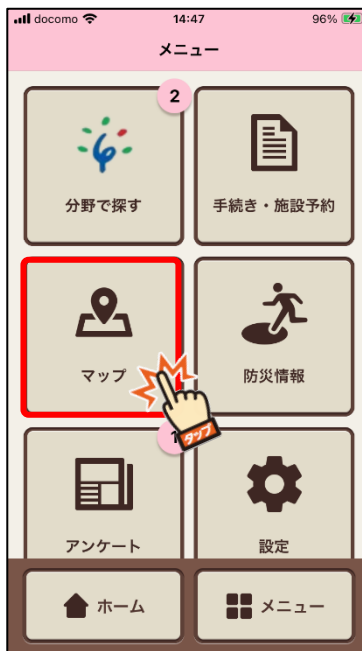 docomo 14:47 96%
メニュー
2
分野で探す 手続き・施設予約
マップ 防災情報
タップ
1
アンケート 設定
ホーム メニュー